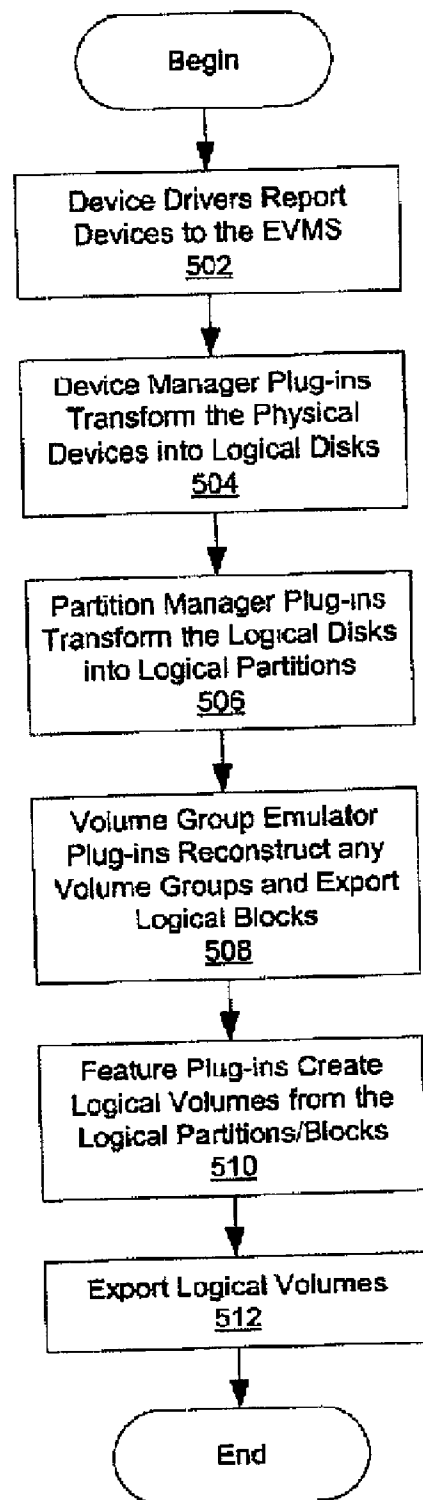 Begin
Device Drivers Report
Devices to the EVMS
502
Device Manager Plug-ins
Transform the Physical
Devices into Logical Disks
504
Partition Manager Plug-ins
Transform the Logical Disks
into Logical Partitions
506
Volume Group Emulator
Plug-ins Reconstruct any
Volume Groups and Export
Logical Blocks
508
Feature Plug-ins Create
Logical Volumes from the
Logical Partitions/Blocks
510
Export Logical Volumes
512
End